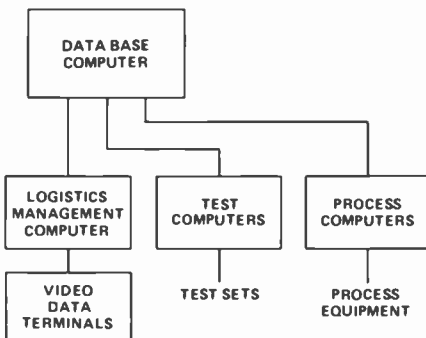 DATA BASE
COMPUTER
LOGISTICS
MANAGEMENT
COMPUTER
TEST
COMPUTERS
PROCESS
COMPUTERS
VIDEO
DATA
TERMINALS
TEST SETS
PROCESS
EQUIPMENT